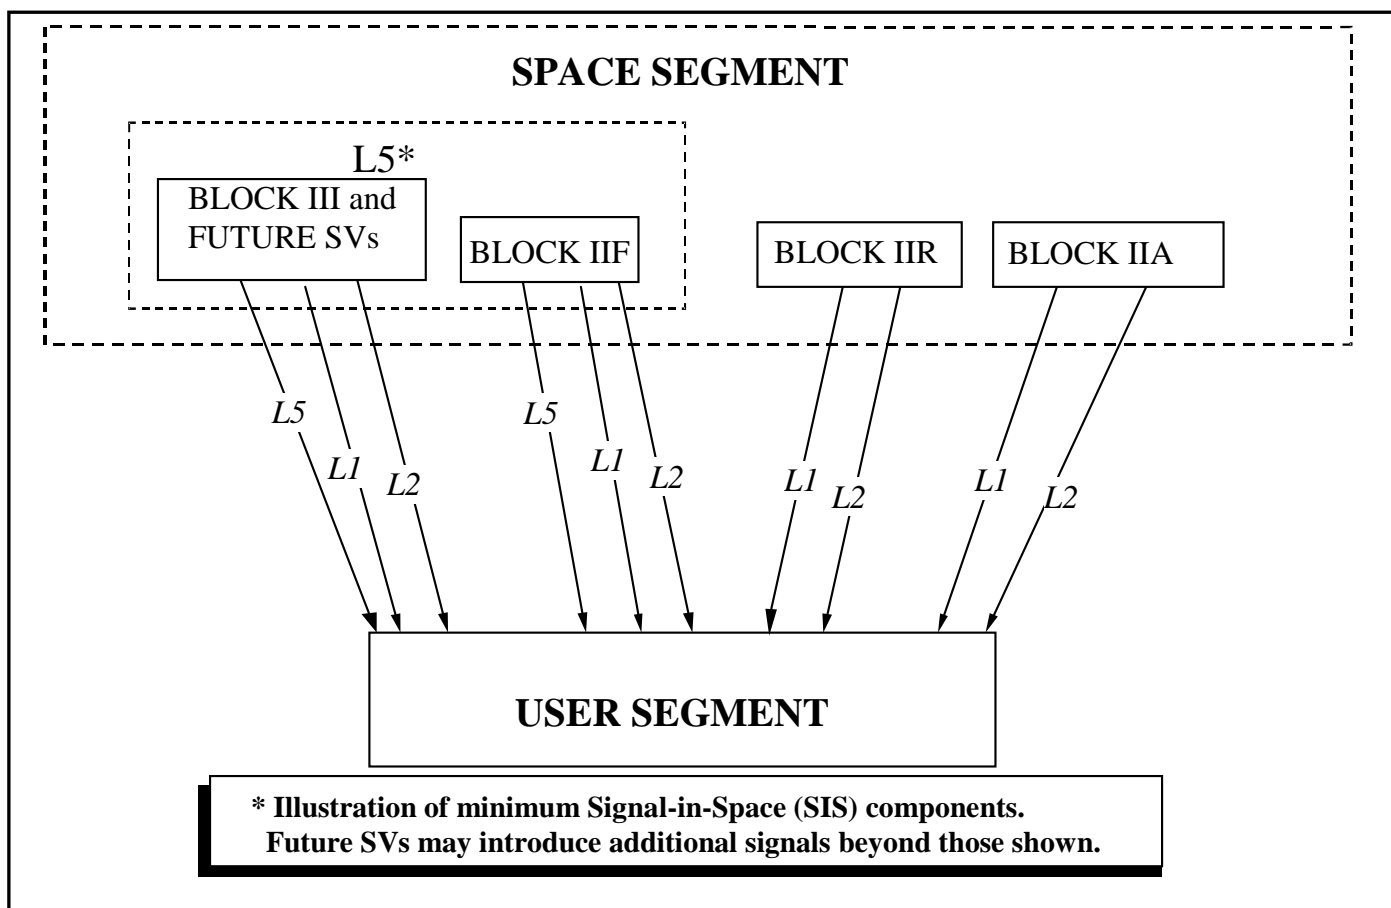 SPACE SEGMENT
L5*
BLOCK III and
FUTURE SVs
BLOCK IIF
BLOCK IIR
BLOCK IIA
L5
L1
L2
L5
L1
L2
L1
L2
L1
L2
USER SEGMENT
* Illustration of minimum Signal-in-Space (SIS) components.
Future SVs may introduce additional signals beyond those shown.